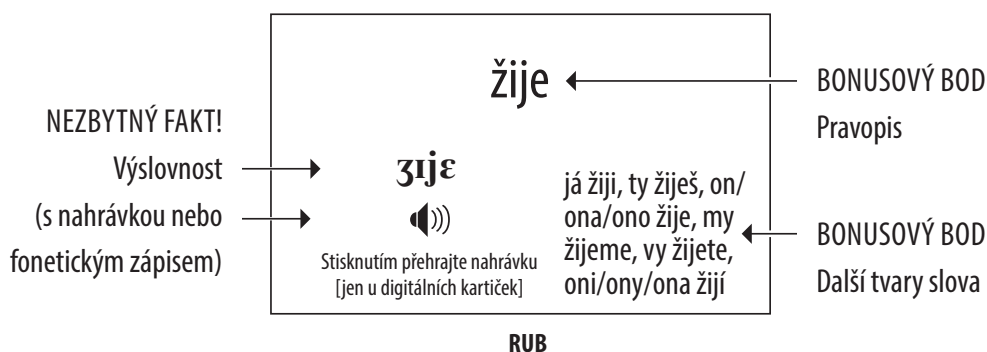 žije
BONUSOVÝ BOD
Pravopis
NEZBYTNÝ FAKT!
Výslovnost
(s nahrávkou nebo
fonetickým zápisem)
ʒɪjɛ
Stisknutím přehrajte nahrávku
[jen u digitálních kartiček]
já žiji, ty žiješ, on/
ona/ono žije, my
žijeme, vy žijete,
oni/ony/ona žijí
BONUSOVÝ BOD
Další tvary slova
RUB